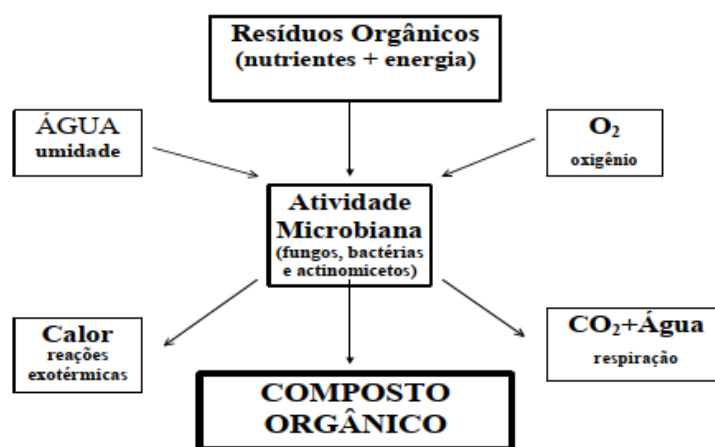 Resíduos Orgânicos
(nutrientes + energia)
ÁGUA
umidade
O₂
oxigênio
Atividade
Microbiana
(fungos, bactérias
e actinomicetos)
Calor
reações
exotérmicas
CO₂+Água
respiração
COMPOSTO
ORGÂNICO